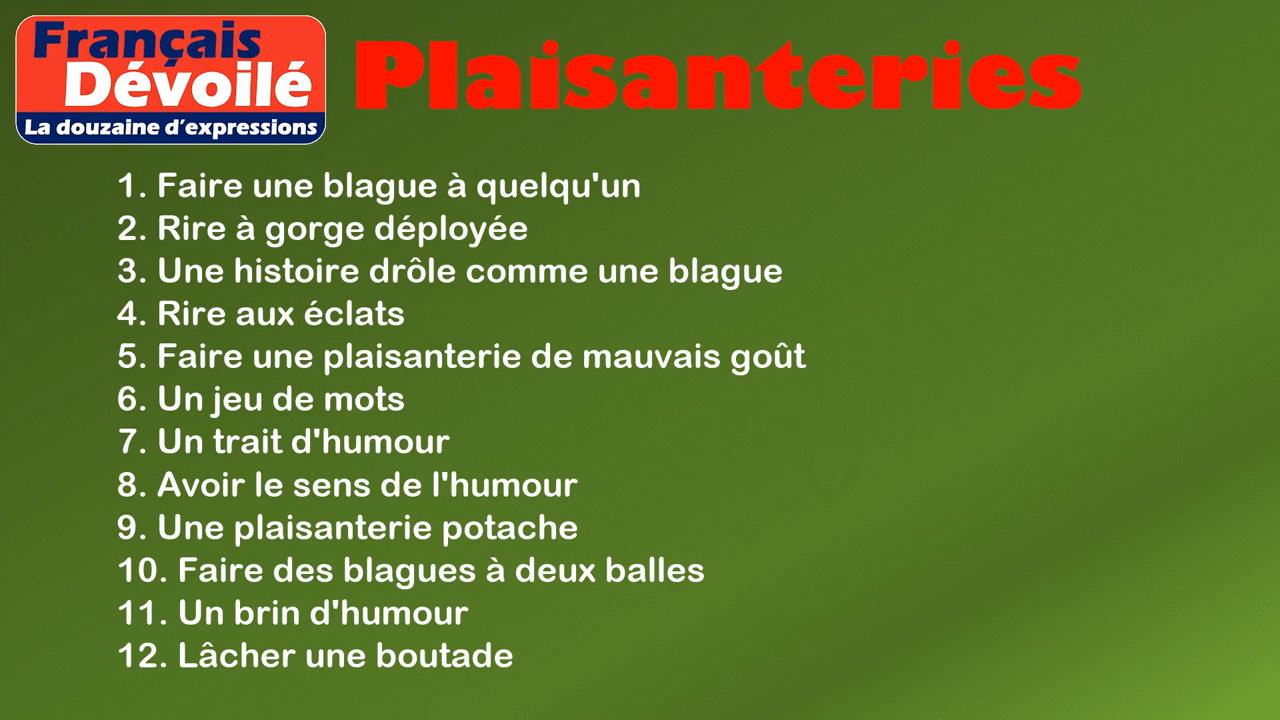 Français
Dévoilé
La douzaine d'expressions
Plaisanteries
1. Faire une blague à quelqu'un
2. Rire à gorge déployée
3. Une histoire drôle comme une blague
4. Rire aux éclats
5. Faire une plaisanterie de mauvais goût
6. Un jeu de mots
7. Un trait d'humour
8. Avoir le sens de l'humour
9. Une plaisanterie potache
10. Faire des blagues à deux balles
11. Un brin d'humour
12. Lâcher une boutade